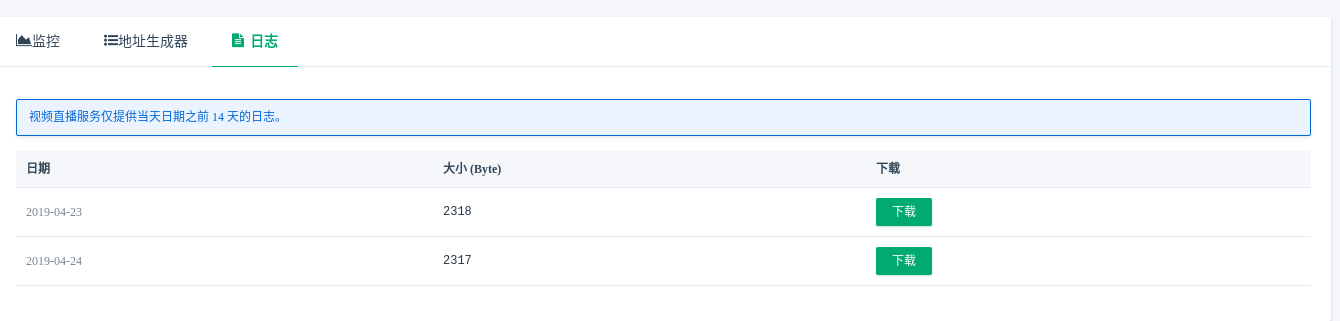 监控 地址生成器 日志
视频直播服务仅提供当天日期之前 14 天的日志。
日期 大小 (Byte) 下载
2019-04-23 2318 下载
2019-04-24 2317 下载